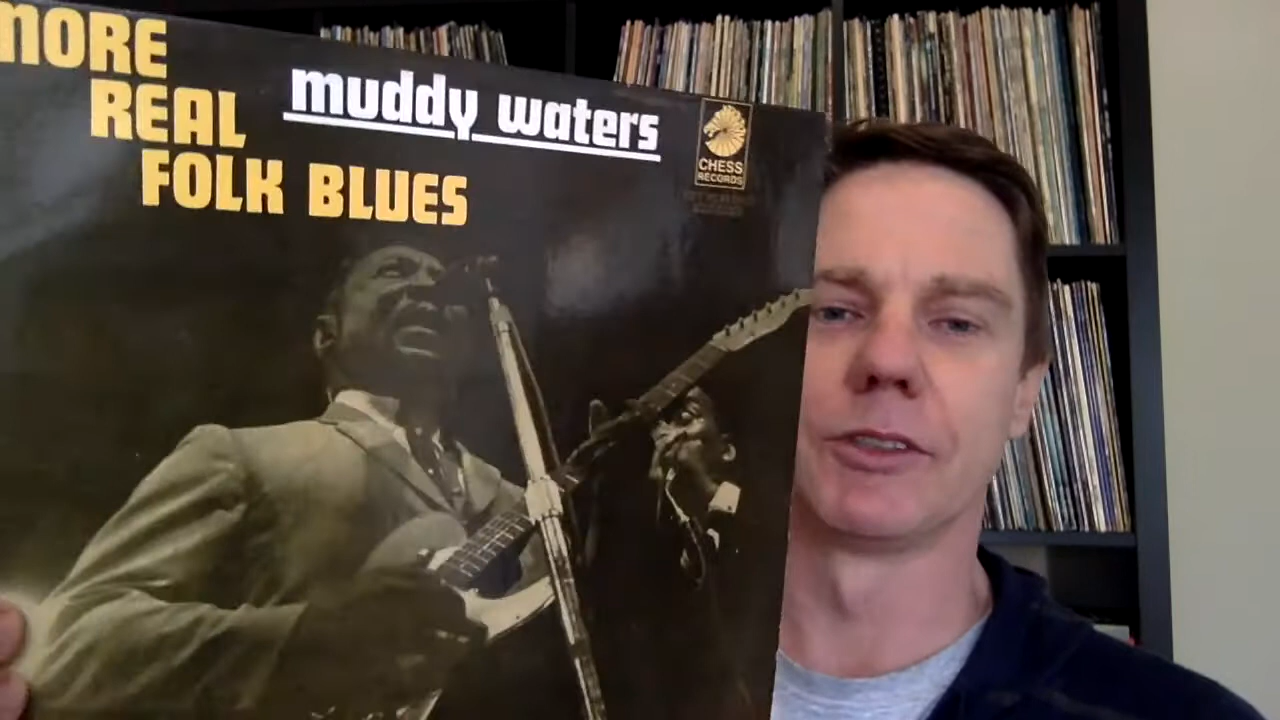 MORE
REAL
FOLK BLUES
muddy waters
CHESS
RECORDS